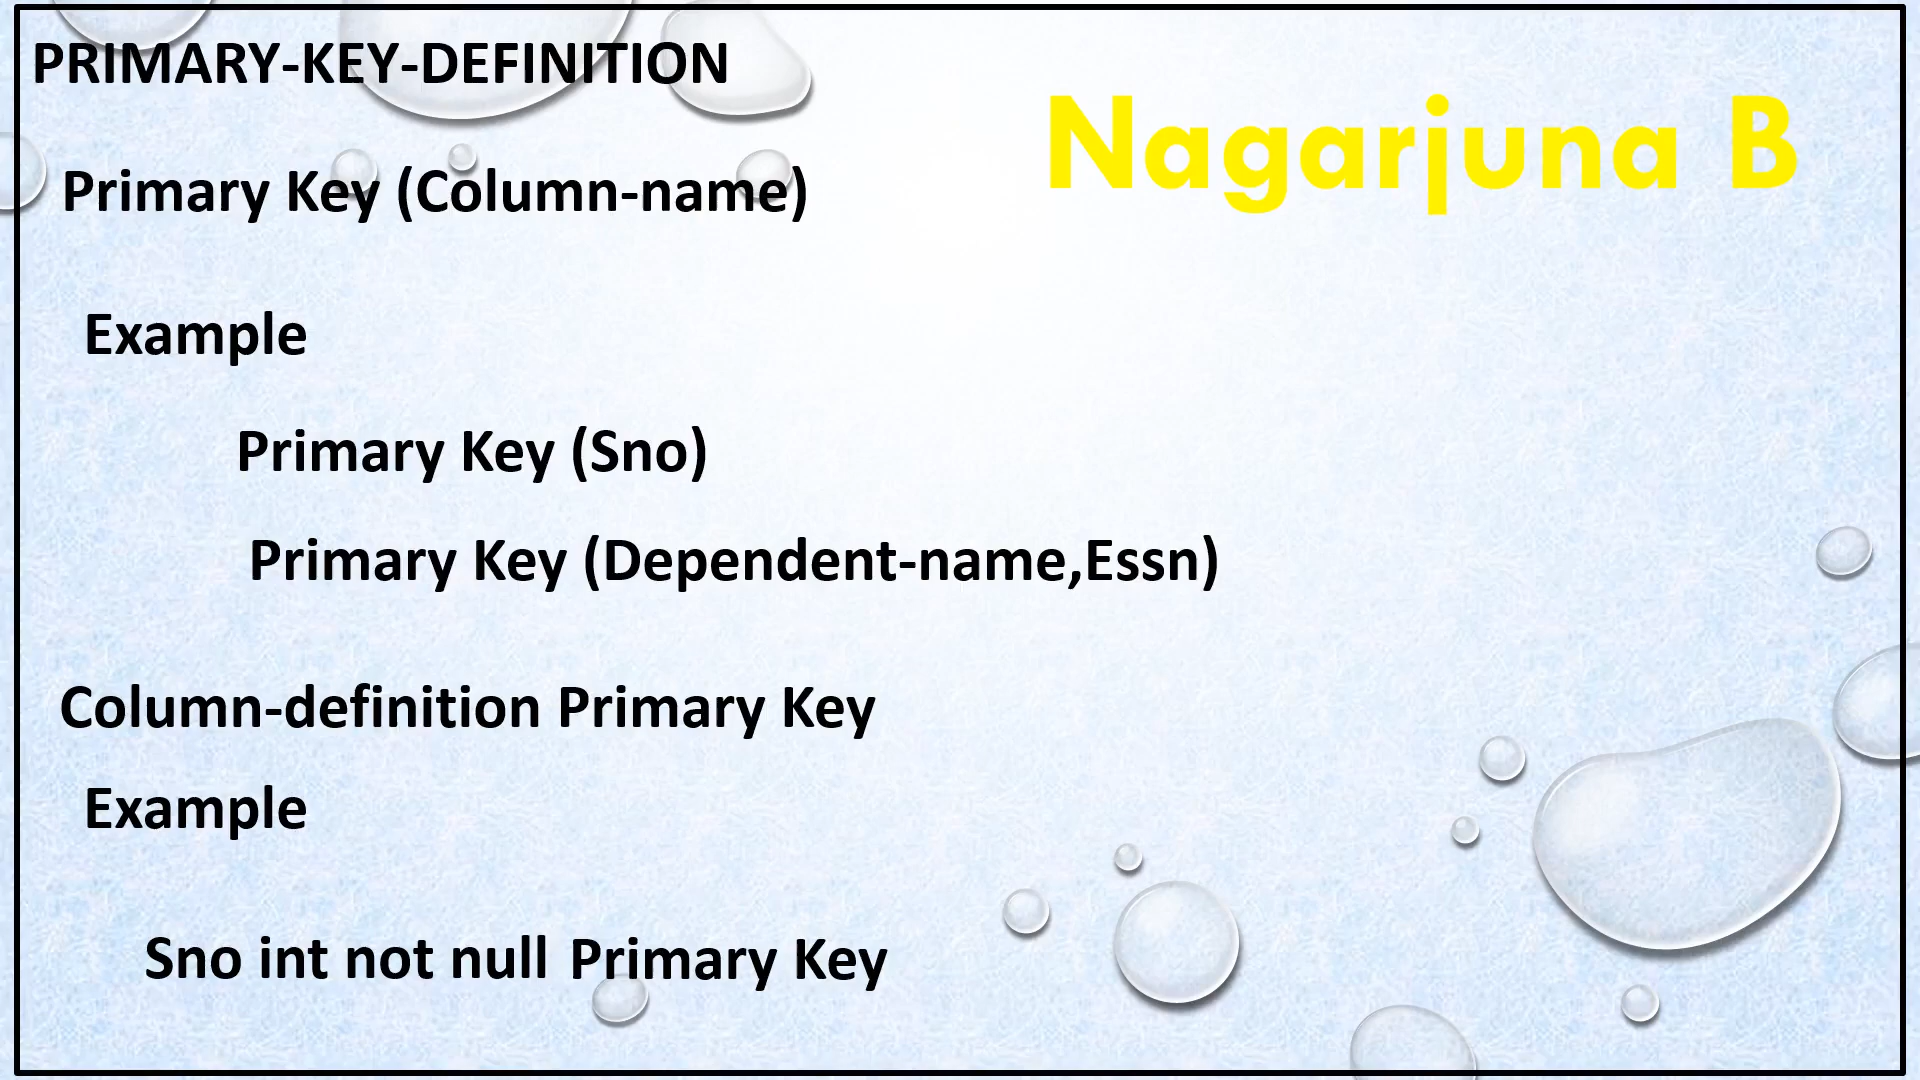 PRIMARY-KEY-DEFINITION
Nagarjuna B
Primary Key (Column-name)
Example
Primary Key (Sno)
Primary Key (Dependent-name,Essn)
Column-definition Primary Key
Example
Sno int not null Primary Key